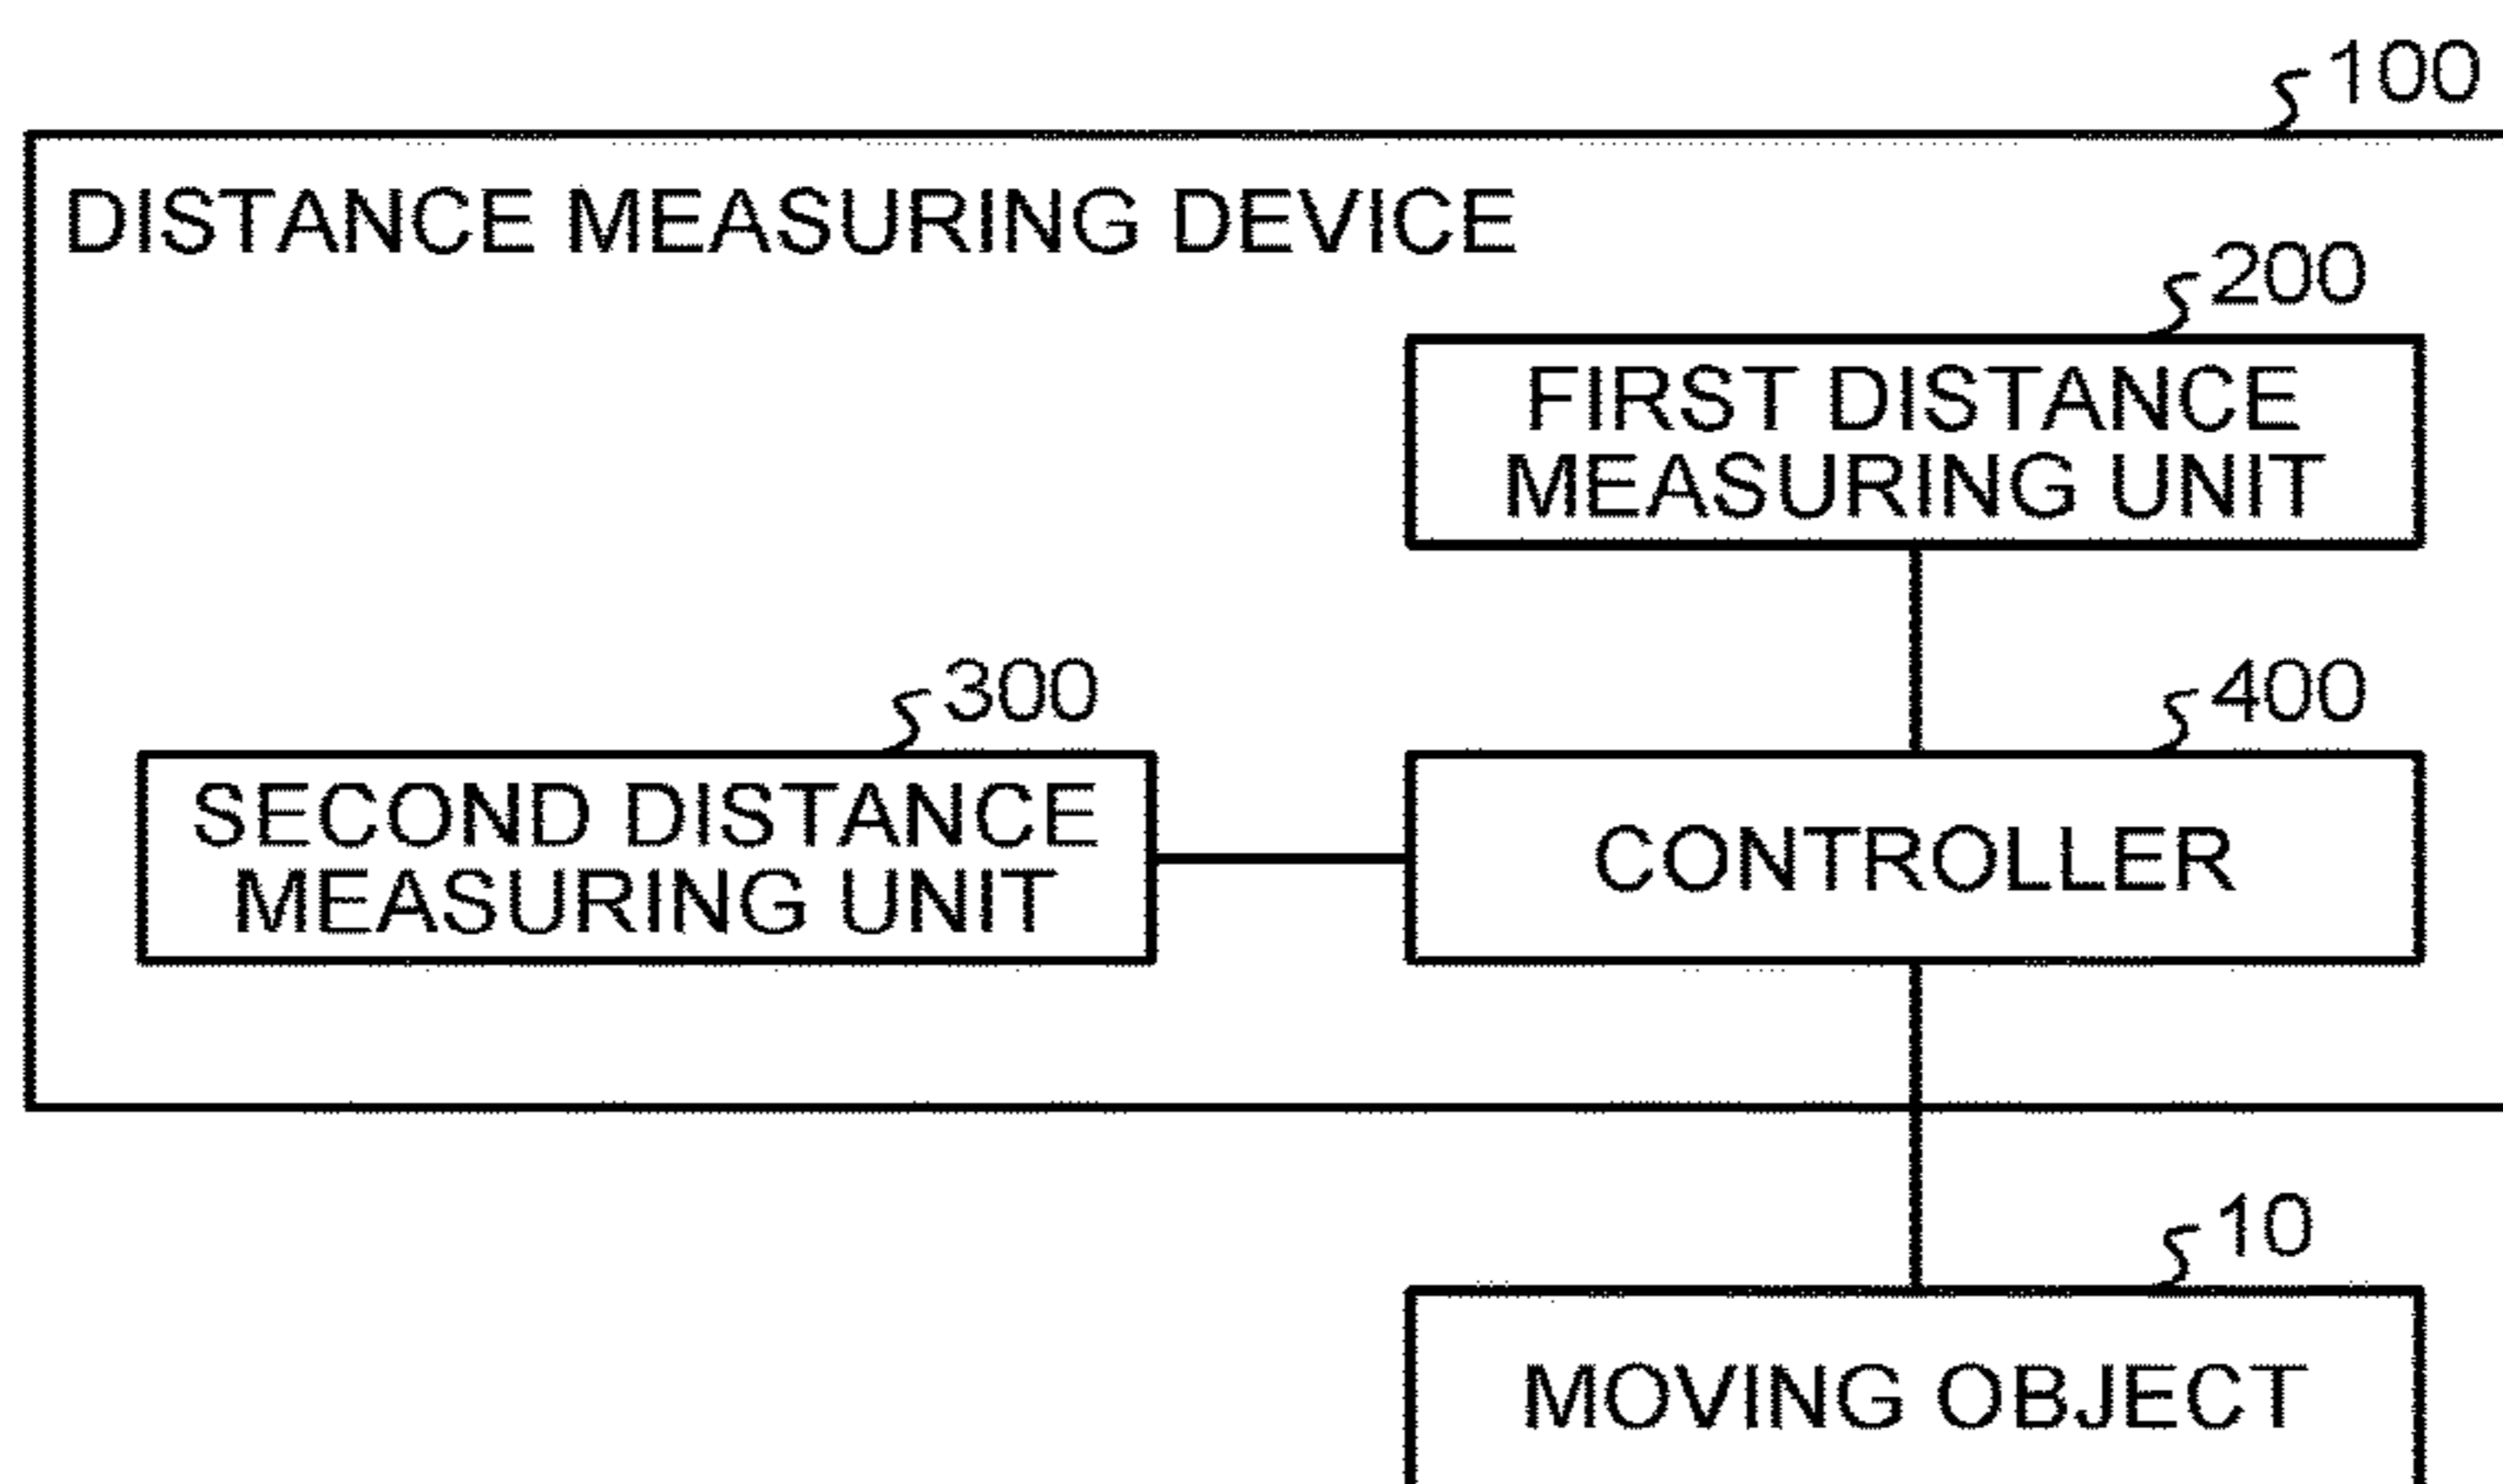 100
DISTANCE MEASURING DEVICE
200
FIRST DISTANCE
MEASURING UNIT
300
400
SECOND DISTANCE
MEASURING UNIT
CONTROLLER
10
MOVING OBJECT